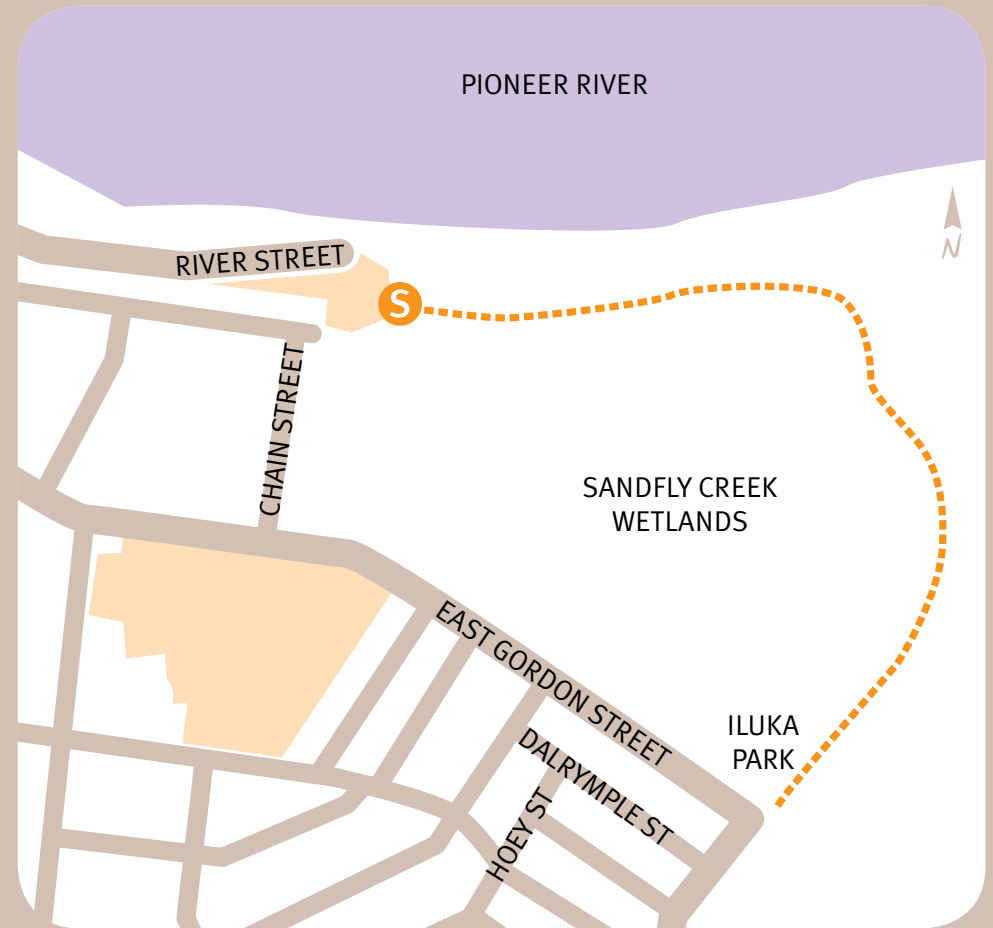 PIONEER RIVER
N
RIVER STREET
S
CHAIN STREET
SANDFLY CREEK
WETLANDS
EAST GORDON STREET
ILUKA
PARK
DALRYMPLE ST
HOEY ST